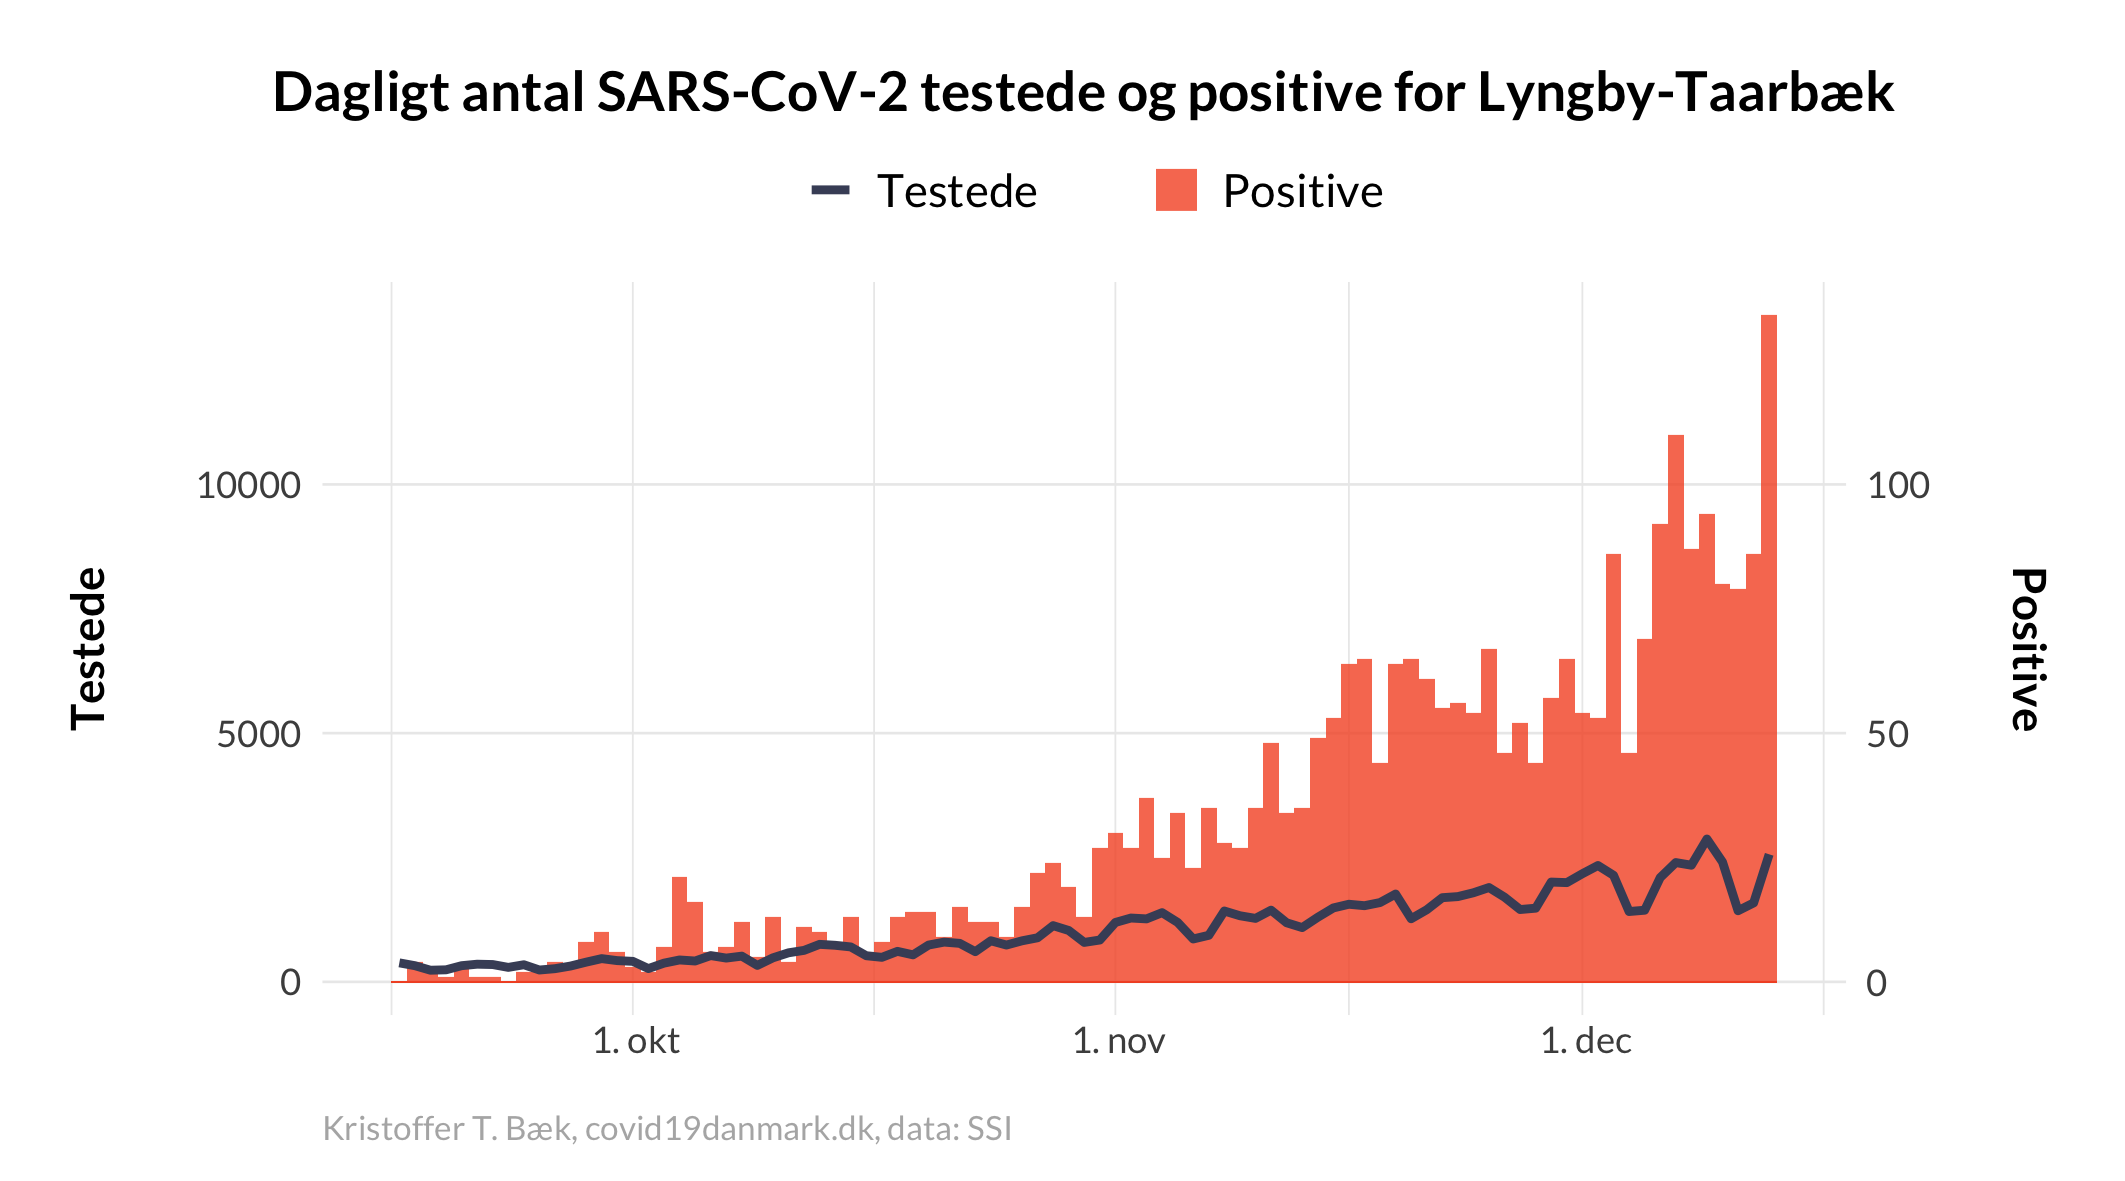 Dagligt antal SARS-CoV-2 testede og positive for Lyngby-Taarbæk
Testede
Positive
10000
5000
0
Testede
100
50
0
Positive
1. okt
1. nov
1. dec
Kristoffer T. Bæk, covid19danmark.dk, data: SSI